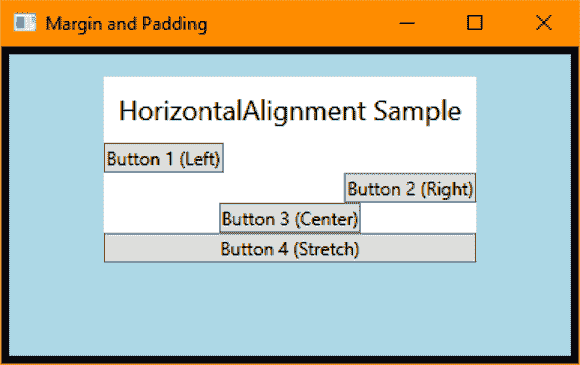 Margin and Padding
HorizontalAlignment Sample
Button 1 (Left)
Button 2 (Right)
Button 3 (Center)
Button 4 (Stretch)